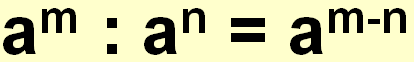 aᵐ : aⁿ = aᵐ⁻ⁿ